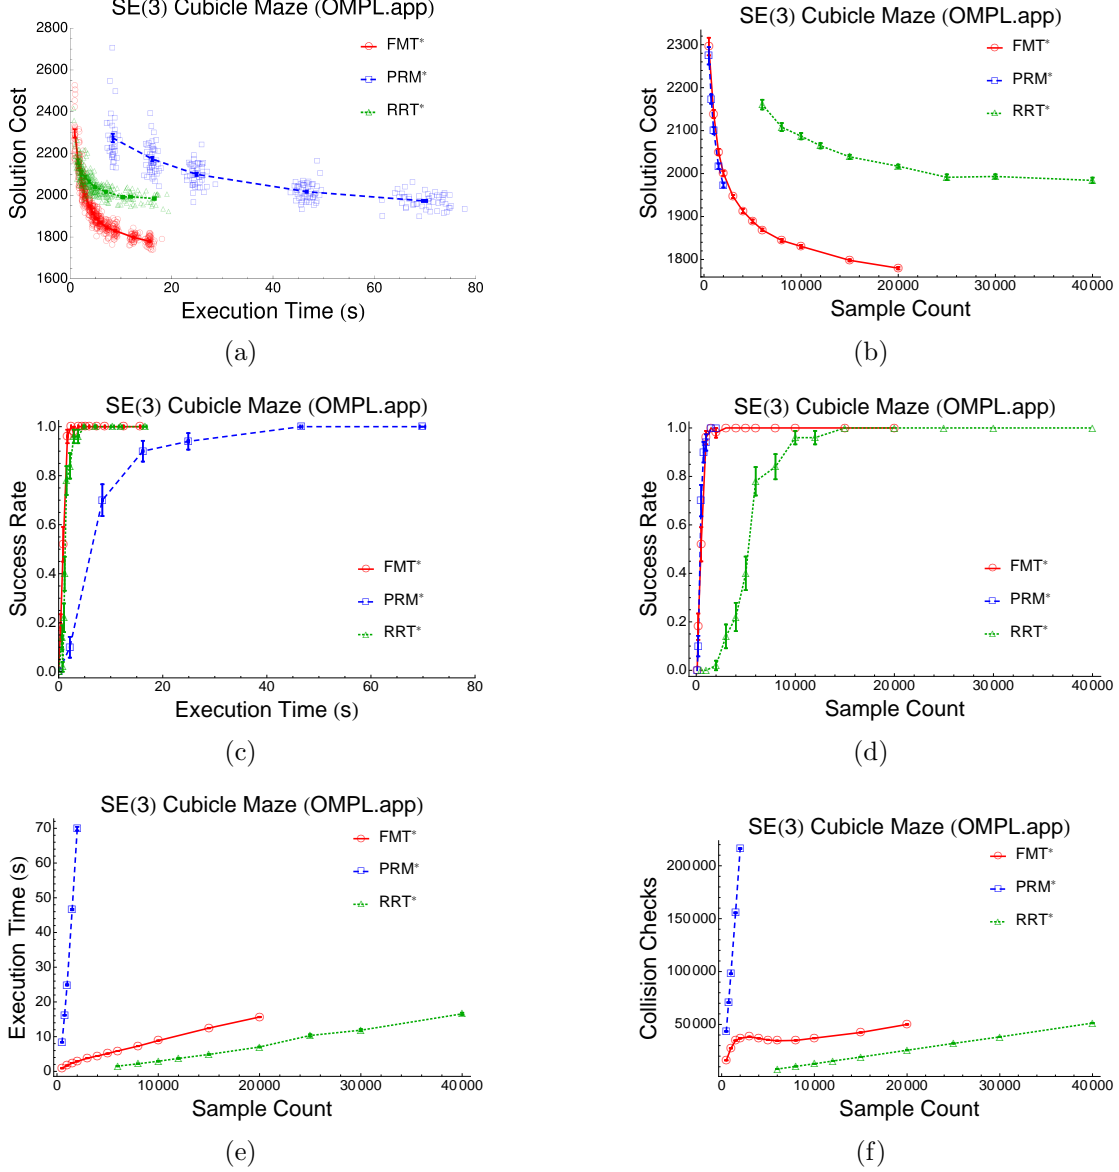 SE(3) Cubicle Maze (OMPL.app)
2800
2600
2400
2200
2000
1800
1600
0
20
40
60
80
Solution Cost
Execution Time (s)
FMT*
PRM*
RRT*
(a)
SE(3) Cubicle Maze (OMPL.app)
2300
2200
2100
2000
1900
1800
0
10000
20000
30000
40000
Solution Cost
Sample Count
FMT*
PRM*
RRT*
(b)
SE(3) Cubicle Maze (OMPL.app)
1.0
0.8
0.6
0.4
0.2
0.0
0
20
40
60
80
Success Rate
Execution Time (s)
FMT*
PRM*
RRT*
(c)
SE(3) Cubicle Maze (OMPL.app)
1.0
0.8
0.6
0.4
0.2
0.0
0
10000
20000
30000
40000
Success Rate
Sample Count
FMT*
PRM*
RRT*
(d)
SE(3) Cubicle Maze (OMPL.app)
70
60
50
40
30
20
10
0
0
10000
20000
30000
40000
Execution Time (s)
Sample Count
FMT*
PRM*
RRT*
(e)
SE(3) Cubicle Maze (OMPL.app)
200000
150000
100000
50000
0
10000
20000
30000
40000
Collision Checks
Sample Count
FMT*
PRM*
RRT*
(f)